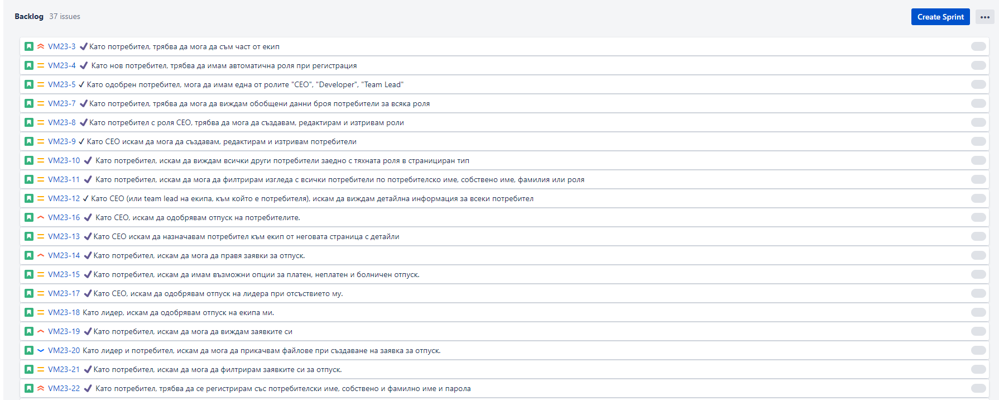 Backlog 37 issues
Create Sprint •••
VM23-3 ✔Като потребител, трябва да мога да съм част от екип
VM23-4 ✔ Като нов потребител, трябва да имам автоматична роля при регистрация
VM23-5 ✓ Като одобрен потребител, мога да имам една от ролите "CEO", "Developer", "Team Lead"
VM23-7 ✔Като потребител, трябва да мога да виждам обобщени данни броя потребители за всяка роля
VM23-8 ✔Като потребител с роля CEO, трябва да мога да създавам, редактирам и изтривам роли
VM23-9 ✓ Като CEO искам да мога да създавам, редактирам и изтривам потребители
VM23-10 ✔ Като потребител, искам да виждам всички други потребители заедно с тяхната роля в страници‌ран тип
VM23-11 ✔ Като потребител, искам да мога да филтрирам изгледа с всички потребители по потребителско име, собствено име, фамилия или роля
VM23-12 ✓ Като CEO (или team lead на екипа, към който е потребителя), искам да виждам детайлна информация за всеки потребител
VM23-16 ✔ Като CEO, искам да одобрявам отпуск на потребителите.
VM23-13 ✔Като CEO искам да назначавам потребител към екип от неговата страница с детайли
VM23-14 ✔Като потребител, искам да мога да правя заявки за отпуск.
VM23-15 ✔Като потребител, искам да имам възможни опции за платен, неплатен и болничен отпуск.
VM23-17 ✔Като CEO, искам да одобрявам отпуск на лидера при отсъствието му.
VM23-18 Като лидер, искам да одобрявам отпуск на екипа ми.
VM23-19 ✔Като потребител, искам да мога да виждам заявките си
VM23-20 Като лидер и потребител, искам да мога да прикачвам файлове при създаване на заявка за отпуск.
VM23-21 ✔Като потребител, искам да мога да филтрирам заявките си за отпуск.
VM23-22 ✔ Като потребител, трябва да се регистрирам със потребителски име, собствено и фамилно име и парола